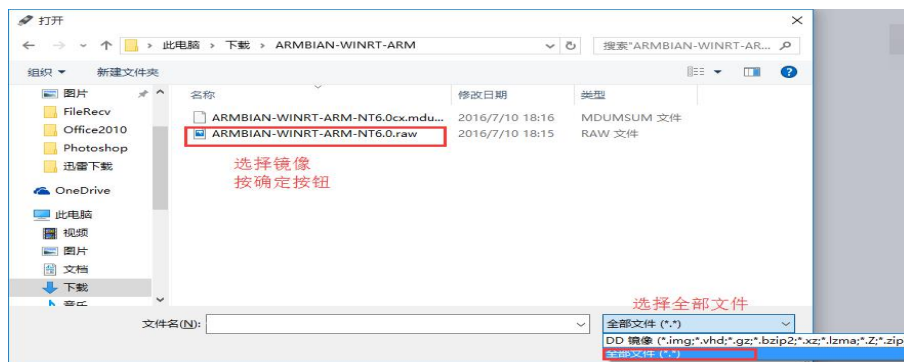 打开
此电脑 > 下载 > ARMBIAN-WINRT-ARM
搜索"ARMBIAN-WINRT-AR...
组织 新建文件夹
图片
FileRecv
Office2010
Photoshop
迅雷下载
OneDrive
此电脑
视频
图片
文档
下载
音乐
名称 修改日期 类型
ARMBIAN-WINRT-ARM-NT6.0cx.mdu... 2016/7/10 18:16 MDUMSUM 文件
ARMBIAN-WINRT-ARM-NT6.0.raw 2016/7/10 18:15 RAW 文件
选择镜像
按确定按钮
选择全部文件
文件名(N): 全部文件 (*.*)
DD 镜像 (*.img;*.vhd;*.gz;*.bzip2;*.xz;*.lzma;*.Z;*.zip
全部文件 (*.*)